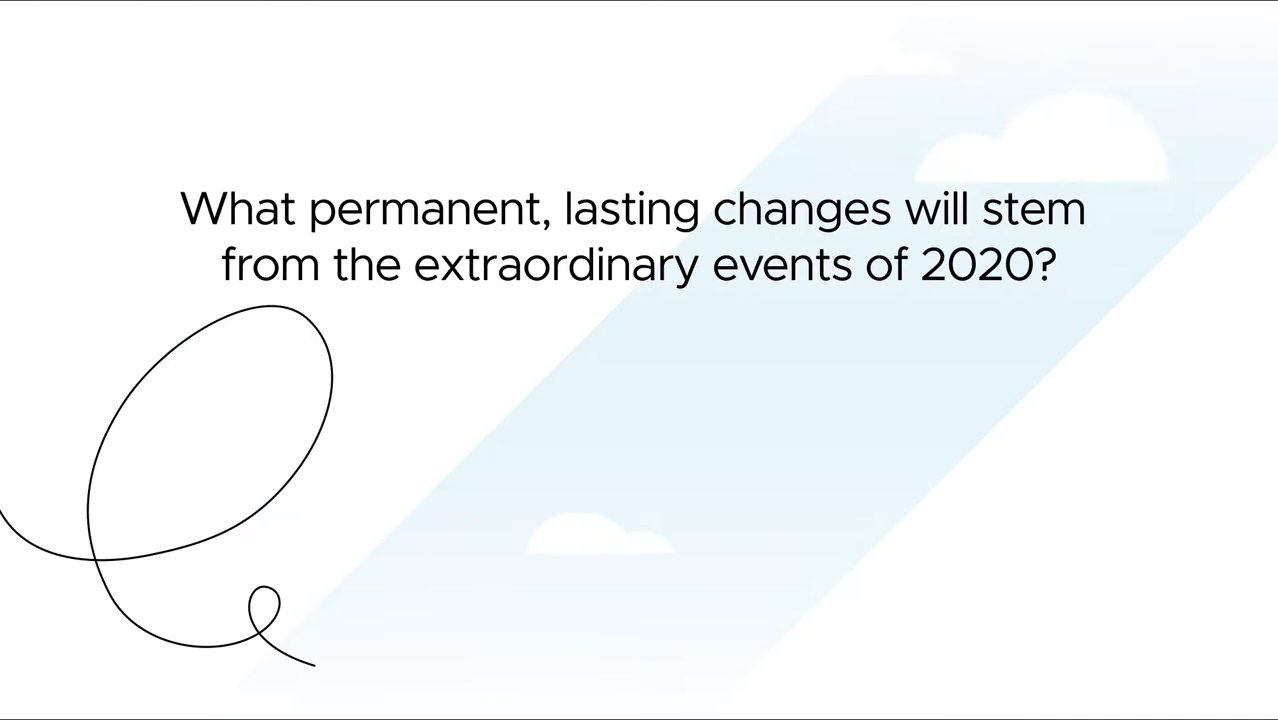 What permanent, lasting changes will stem
from the extraordinary events of 2020?